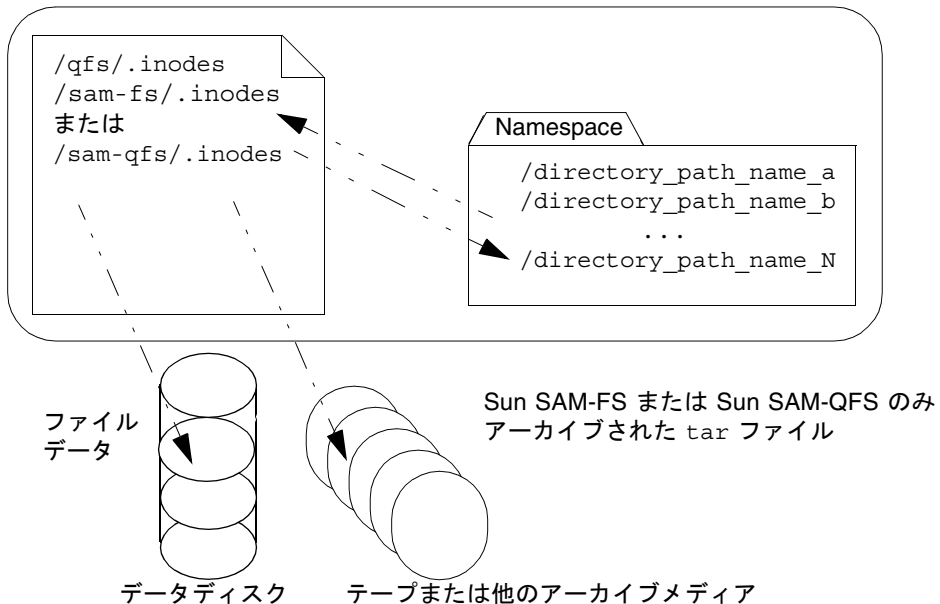 /qfs/.inodes
/sam-fs/.inodes
または
/sam-qfs/.inodes
Namespace
/directory_path_name_a
/directory_path_name_b
...
/directory_path_name_N
ファイル
データ
Sun SAM-FS または Sun SAM-QFS のみ
アーカイブされた tar ファイル
データディスク
テープまたは他のアーカイブメディア